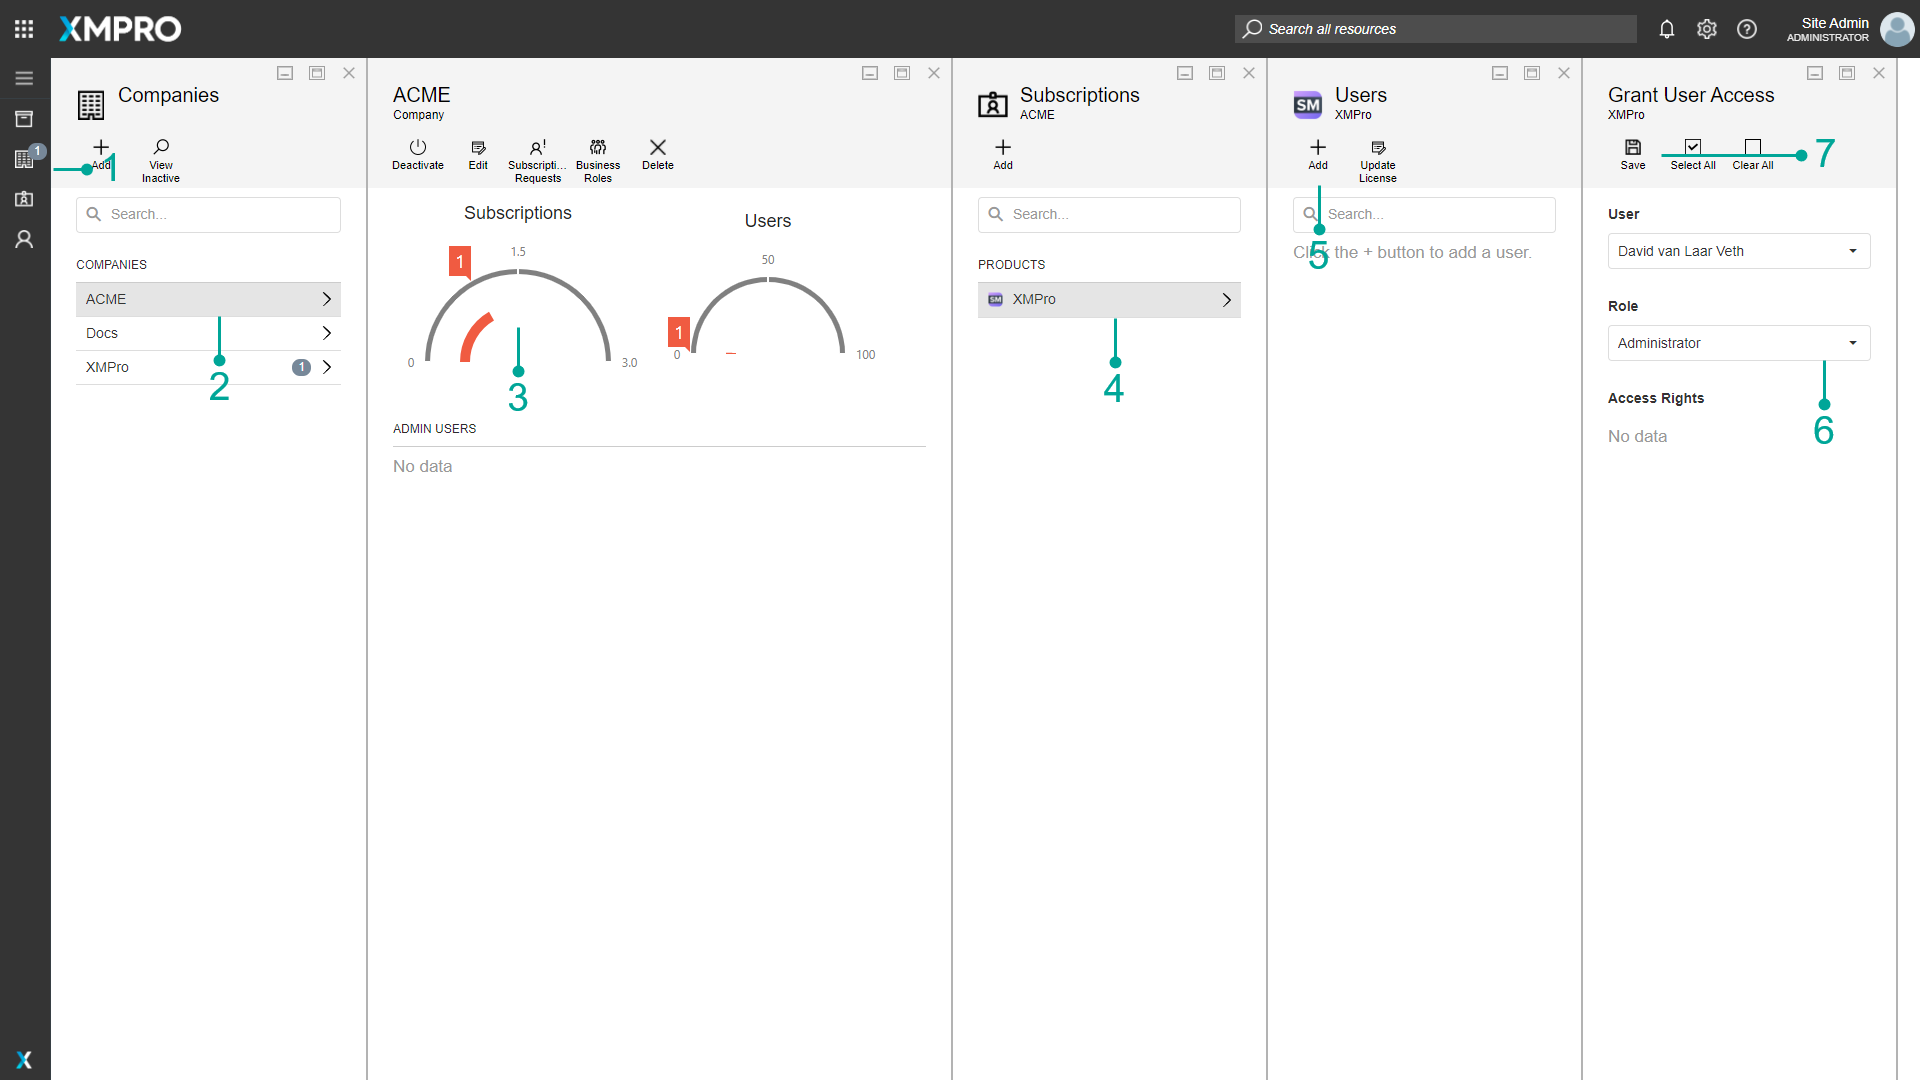 XMPRO
Search all resources
Site Admin
ADMINISTRATOR
1
Companies
Add
View
Inactive
1
Search...
COMPANIES
ACME
Docs
XMPro
1
2
ACME
Company
Deactivate
Edit
Subscripti...
Requests
Business
Roles
Delete
Subscriptions
1
1.5
0
3.0
3
Users
50
1
0
100
ADMIN USERS
No data
Subscriptions
ACME
Add
Search...
PRODUCTS
SM XMPro
4
SM
Users
XMPro
Add
Update
License
Search...
Click the + button to add a user.
5
Grant User Access
XMPro
Save
Select All
Clear All
7
User
David van Laar Veth
Role
Administrator
Access Rights
No data
6
X